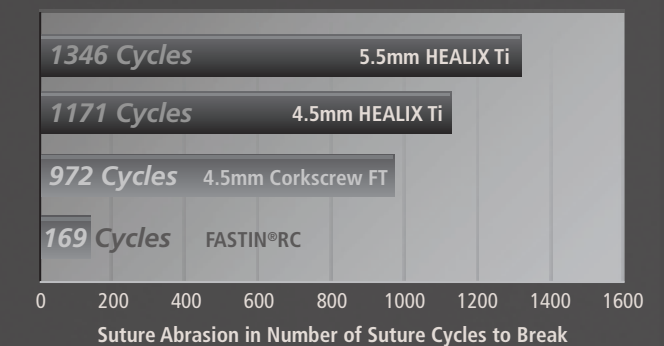 1346 Cycles 5.5mm HEALIX Ti
1171 Cycles 4.5mm HEALIX Ti
972 Cycles 4.5mm Corkscrew FT
169 Cycles FASTIN®RC
0 200 400 600 800 1000 1200 1400 1600
Suture Abrasion in Number of Suture Cycles to Break